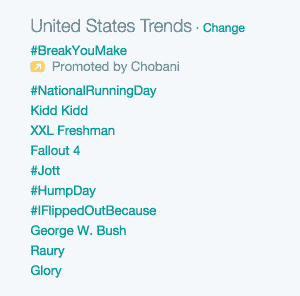 United States Trends · Change
#BreakYouMake
Promoted by Chobani
#NationalRunningDay
Kidd Kidd
XXL Freshman
Fallout 4
#Jott
#HumpDay
#IFlippedOutBecause
George W. Bush
Raury
Glory